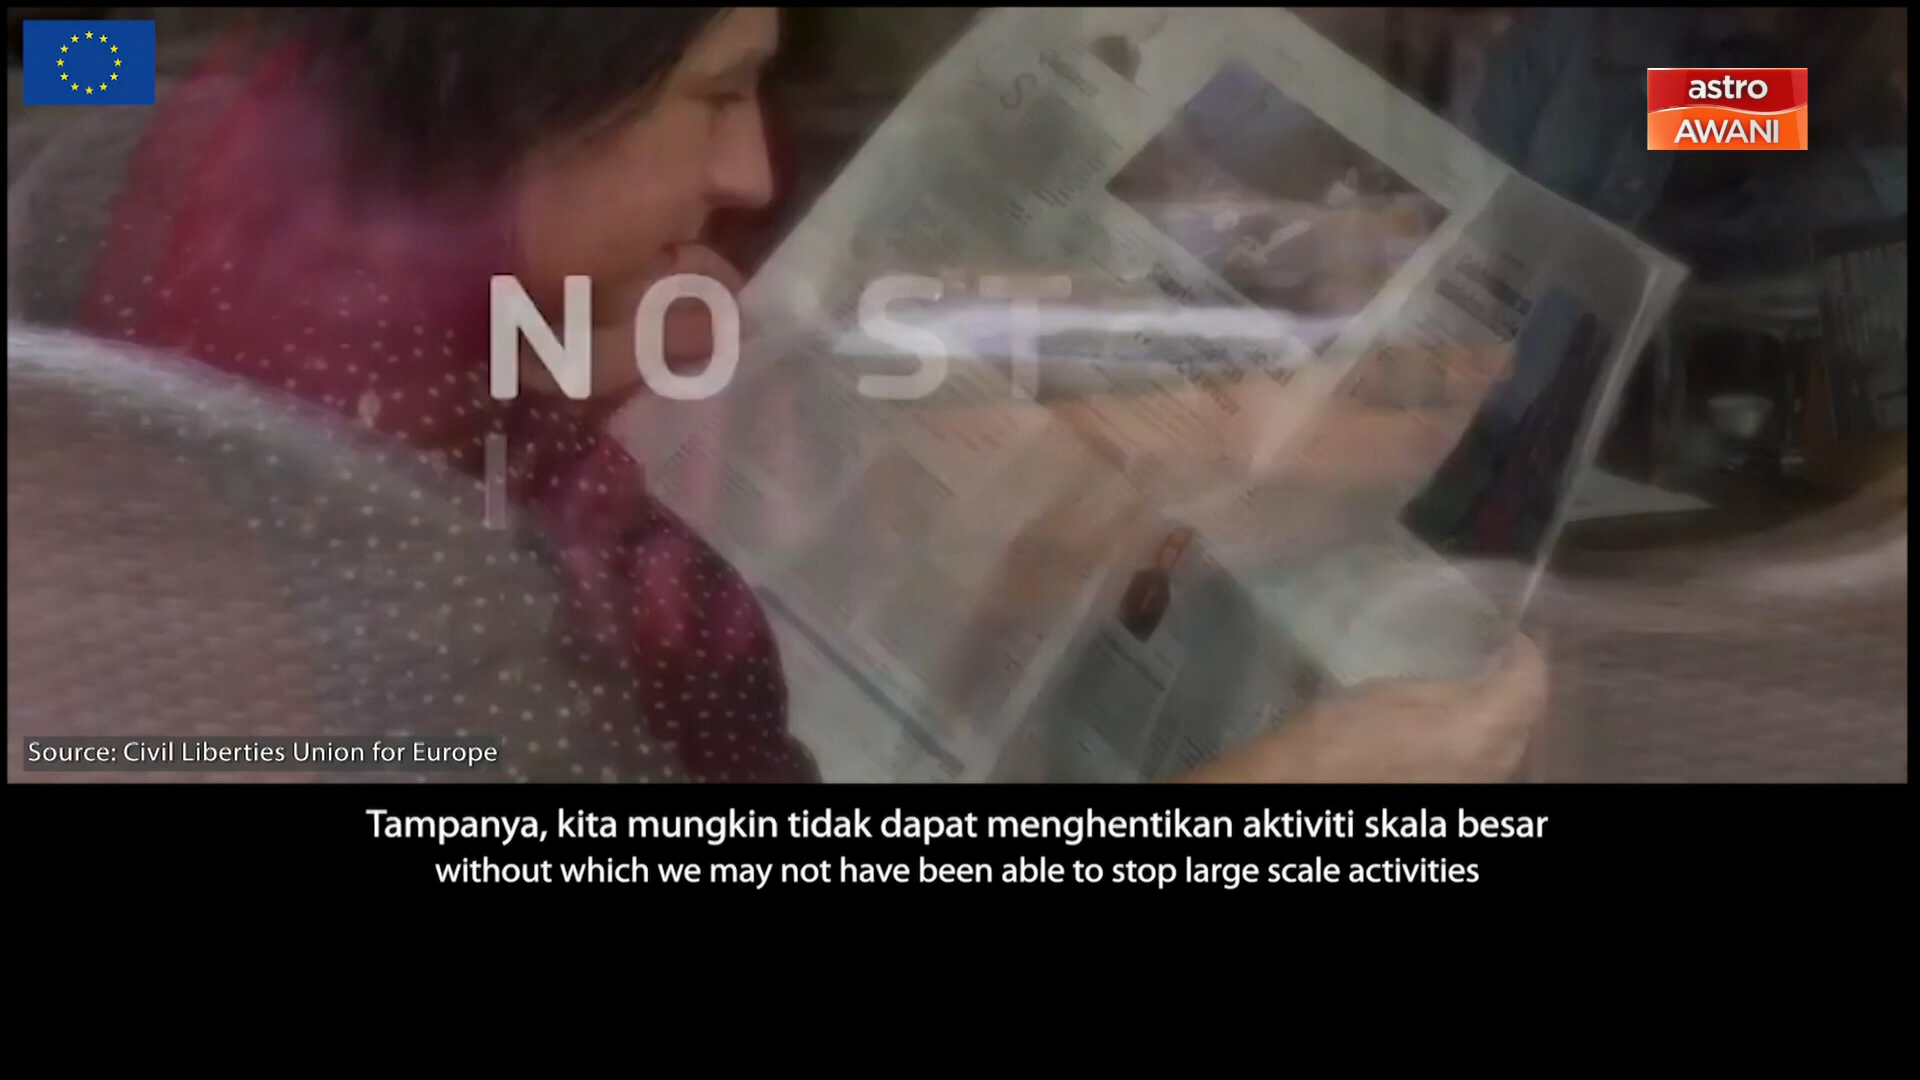 astro
AWANI
NO ST
Source: Civil Liberties Union for Europe
Tampanya, kita mungkin tidak dapat menghentikan aktiviti skala besar
without which we may not have been able to stop large scale activities